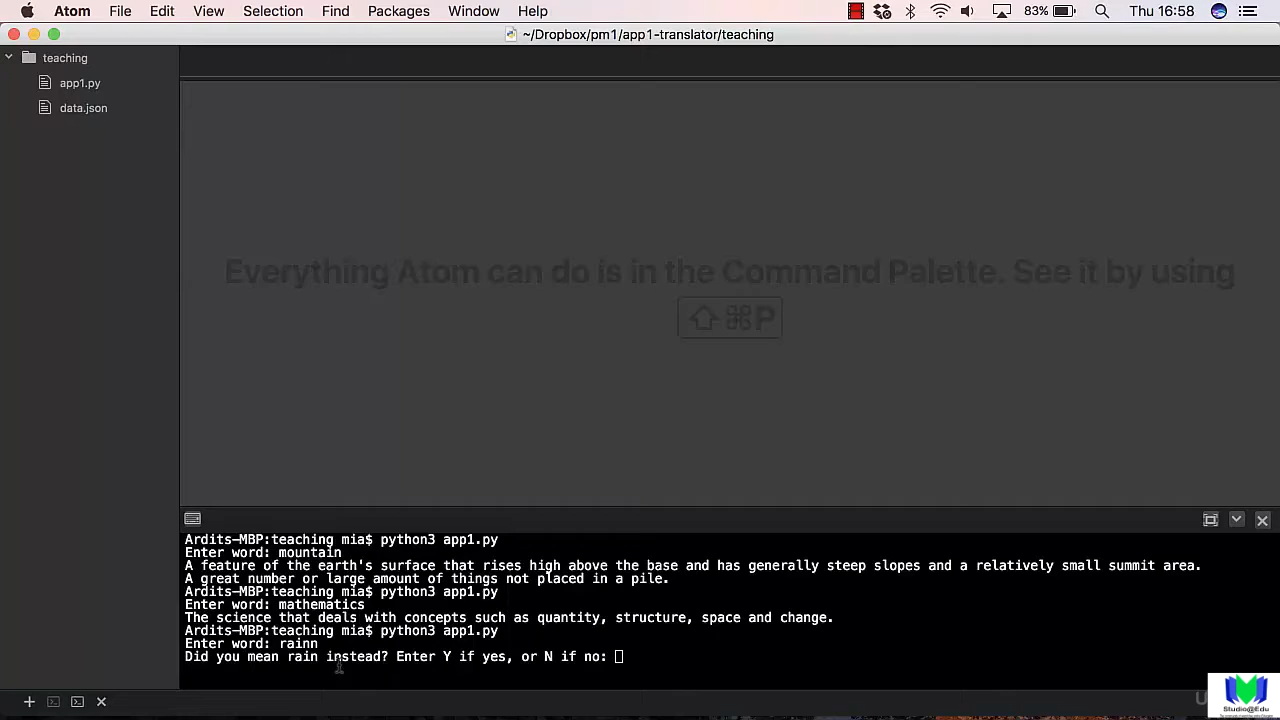 Atom File Edit View Selection Find Packages Window Help 83% Thu 16:58
~/Dropbox/pm1/app1-translator/teaching
teaching
app1.py
data.json
Everything Atom can do is in the Command Palette. See it by using
⇧⌘P
Ardits-MBP:teaching mia$ python3 app1.py
Enter word: mountain
A feature of the earth's surface that rises high above the base and has generally steep slopes and a relatively small summit area.
A great number or large amount of things not placed in a pile.
Ardits-MBP:teaching mia$ python3 app1.py
Enter word: mathematics
The science that deals with concepts such as quantity, structure, space and change.
Ardits-MBP:teaching mia$ python3 app1.py
Enter word: rainn
Did you mean rain instead? Enter Y if yes, or N if no:
Studio@Edu